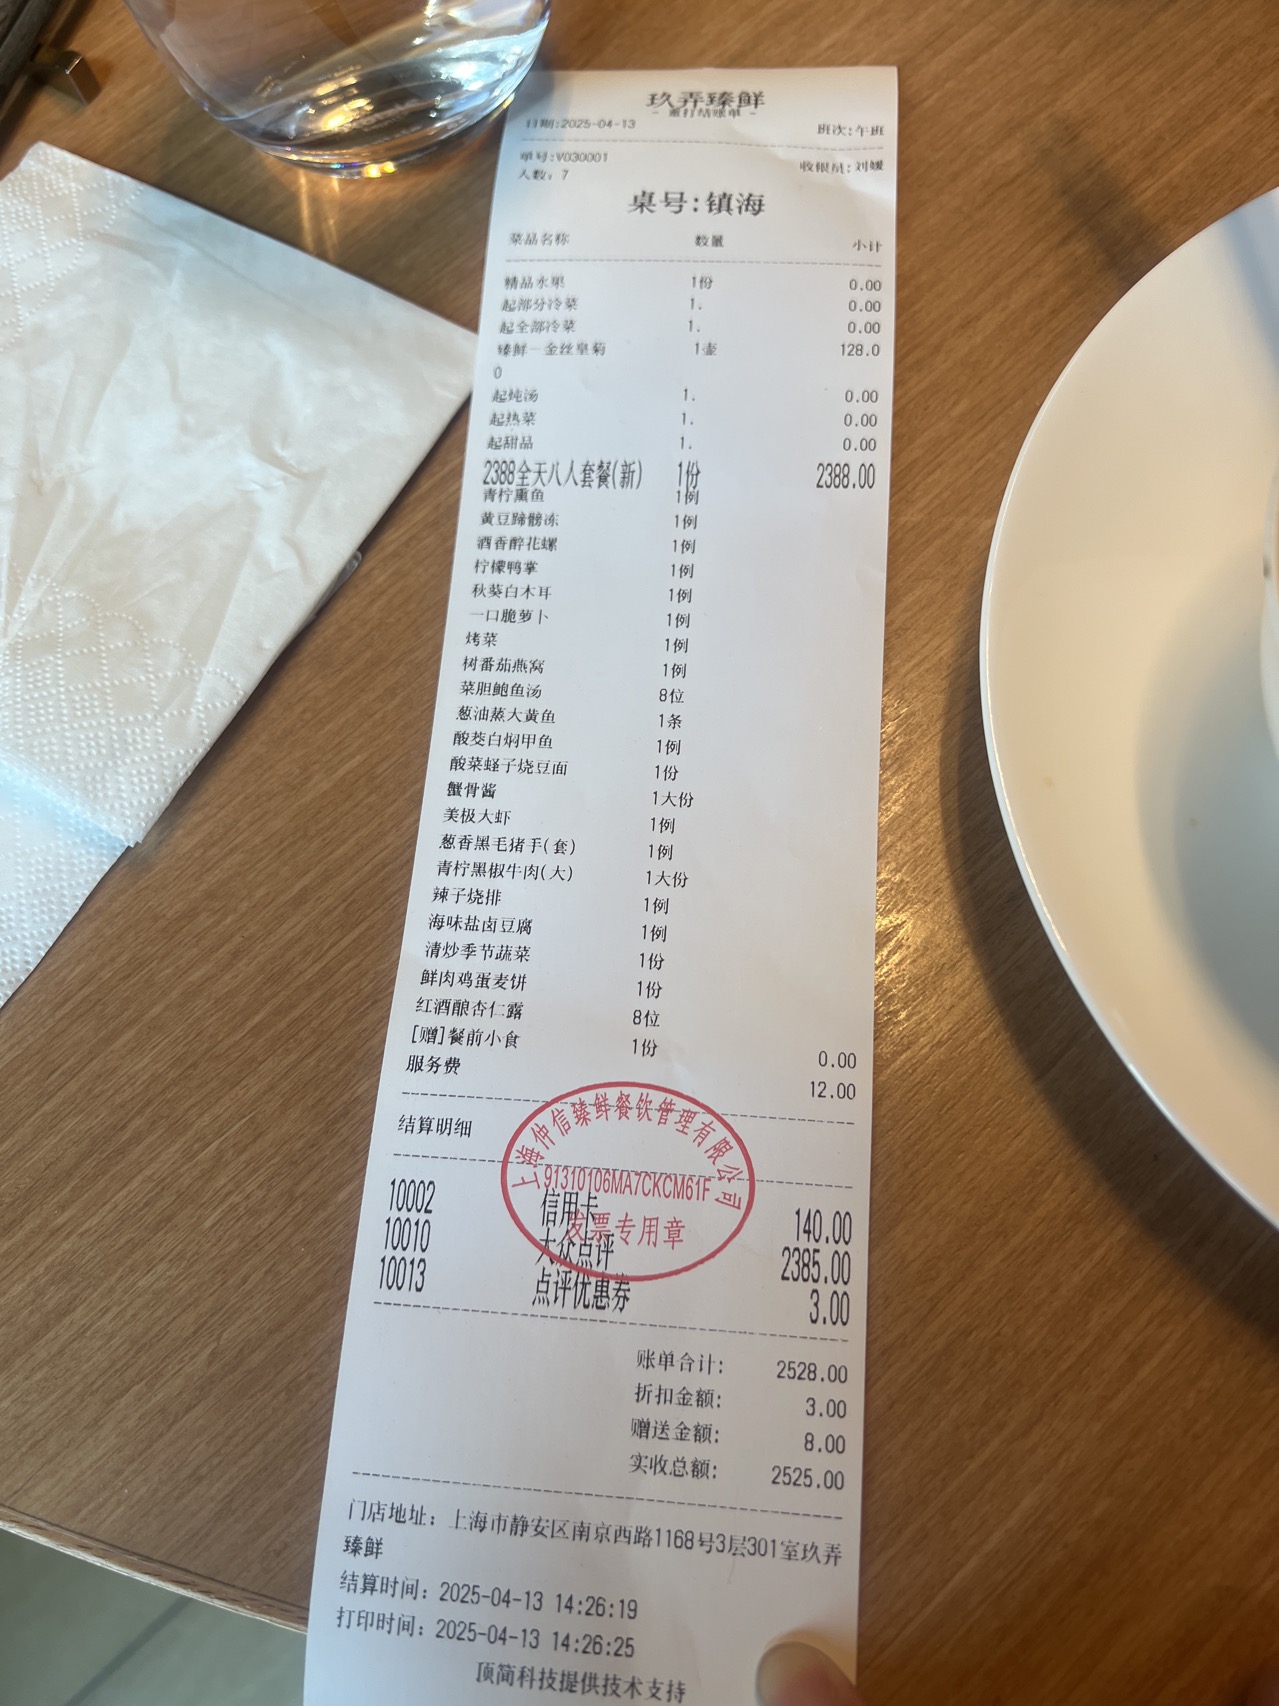 玖弄臻鲜
- 重打结账单 -
日期:2025-04-13 班次:午班
单号:V030001 收银员:刘媛
人数: 7
桌号:镇海
菜品名称 数量 小计
精品水果 1份 0.00
起部分冷菜 1. 0.00
起全部冷菜 1. 0.00
臻鲜—金丝皇菊 1壶 128.0
0
起炖汤 1. 0.00
起热菜 1. 0.00
起甜品 1. 0.00
2388全天八人套餐(新) 1份 2388.00
青柠熏鱼 1例
黄豆蹄膀冻 1例
酒香醉花螺 1例
柠檬鸭掌 1例
秋葵白木耳 1例
一口脆萝卜 1例
烤菜 1例
树番茄燕窝 1例
菜胆鲍鱼汤 8位
葱油蒸大黄鱼 1条
酸茭白焖甲鱼 1例
酸菜蛏子烧豆面 1份
蟹骨酱 1大份
美极大虾 1例
葱香黑毛猪手(套) 1例
青柠黑椒牛肉(大) 1大份
辣子烧排 1例
海味盐卤豆腐 1例
清炒季节蔬菜 1份
鲜肉鸡蛋麦饼 1份
红酒酿杏仁露 8位
[赠]餐前小食 1份 0.00
服务费 12.00
结算明细
上海仲信臻鲜餐饮管理有限公司
91310106MA7CKCM61F
发票专用章
10002 信用卡 140.00
10010 大众点评 2385.00
10013 点评优惠券 3.00
账单合计: 2528.00
折扣金额: 3.00
赠送金额: 8.00
实收总额: 2525.00
门店地址: 上海市静安区南京西路1168号3层301室玖弄
臻鲜
结算时间: 2025-04-13 14:26:19
打印时间: 2025-04-13 14:26:25
顶简科技提供技术支持